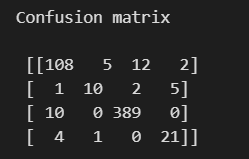 Confusion matrix
[[108 5 12 2]
[ 1 10 2 5]
[ 10 0 389 0]
[ 4 1 0 21]]